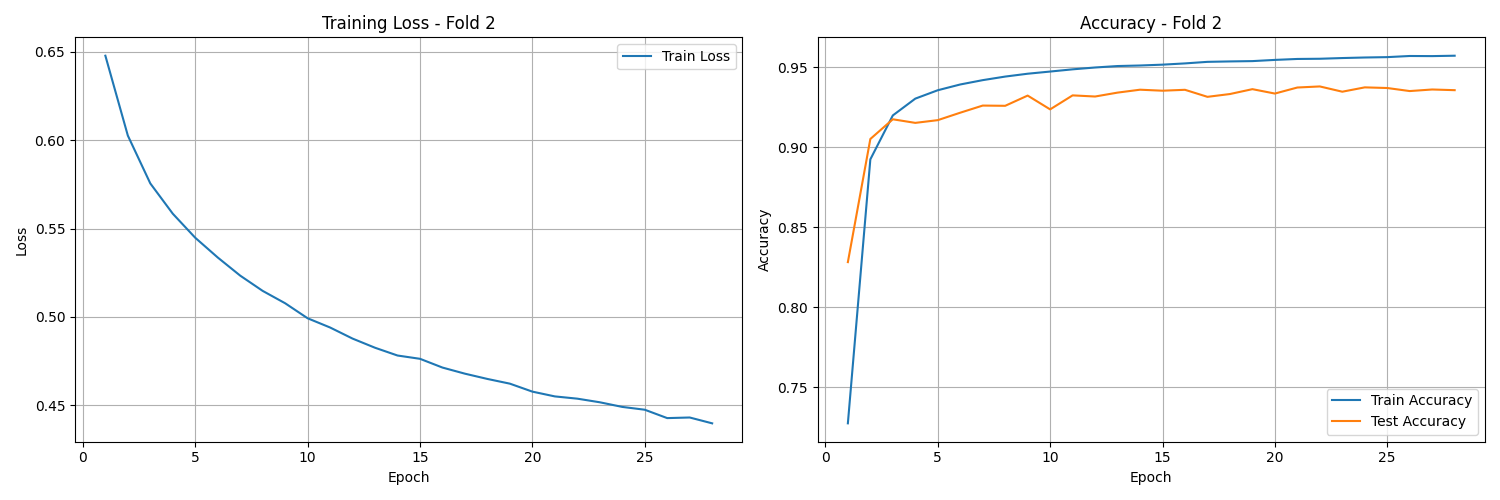 Training Loss - Fold 2
0.65
0.60
0.55
0.50
0.45
Loss
0 5 10 15 20 25
Epoch
Train Loss
Accuracy - Fold 2
0.95
0.90
0.85
0.80
0.75
Accuracy
0 5 10 15 20 25
Epoch
Train Accuracy
Test Accuracy